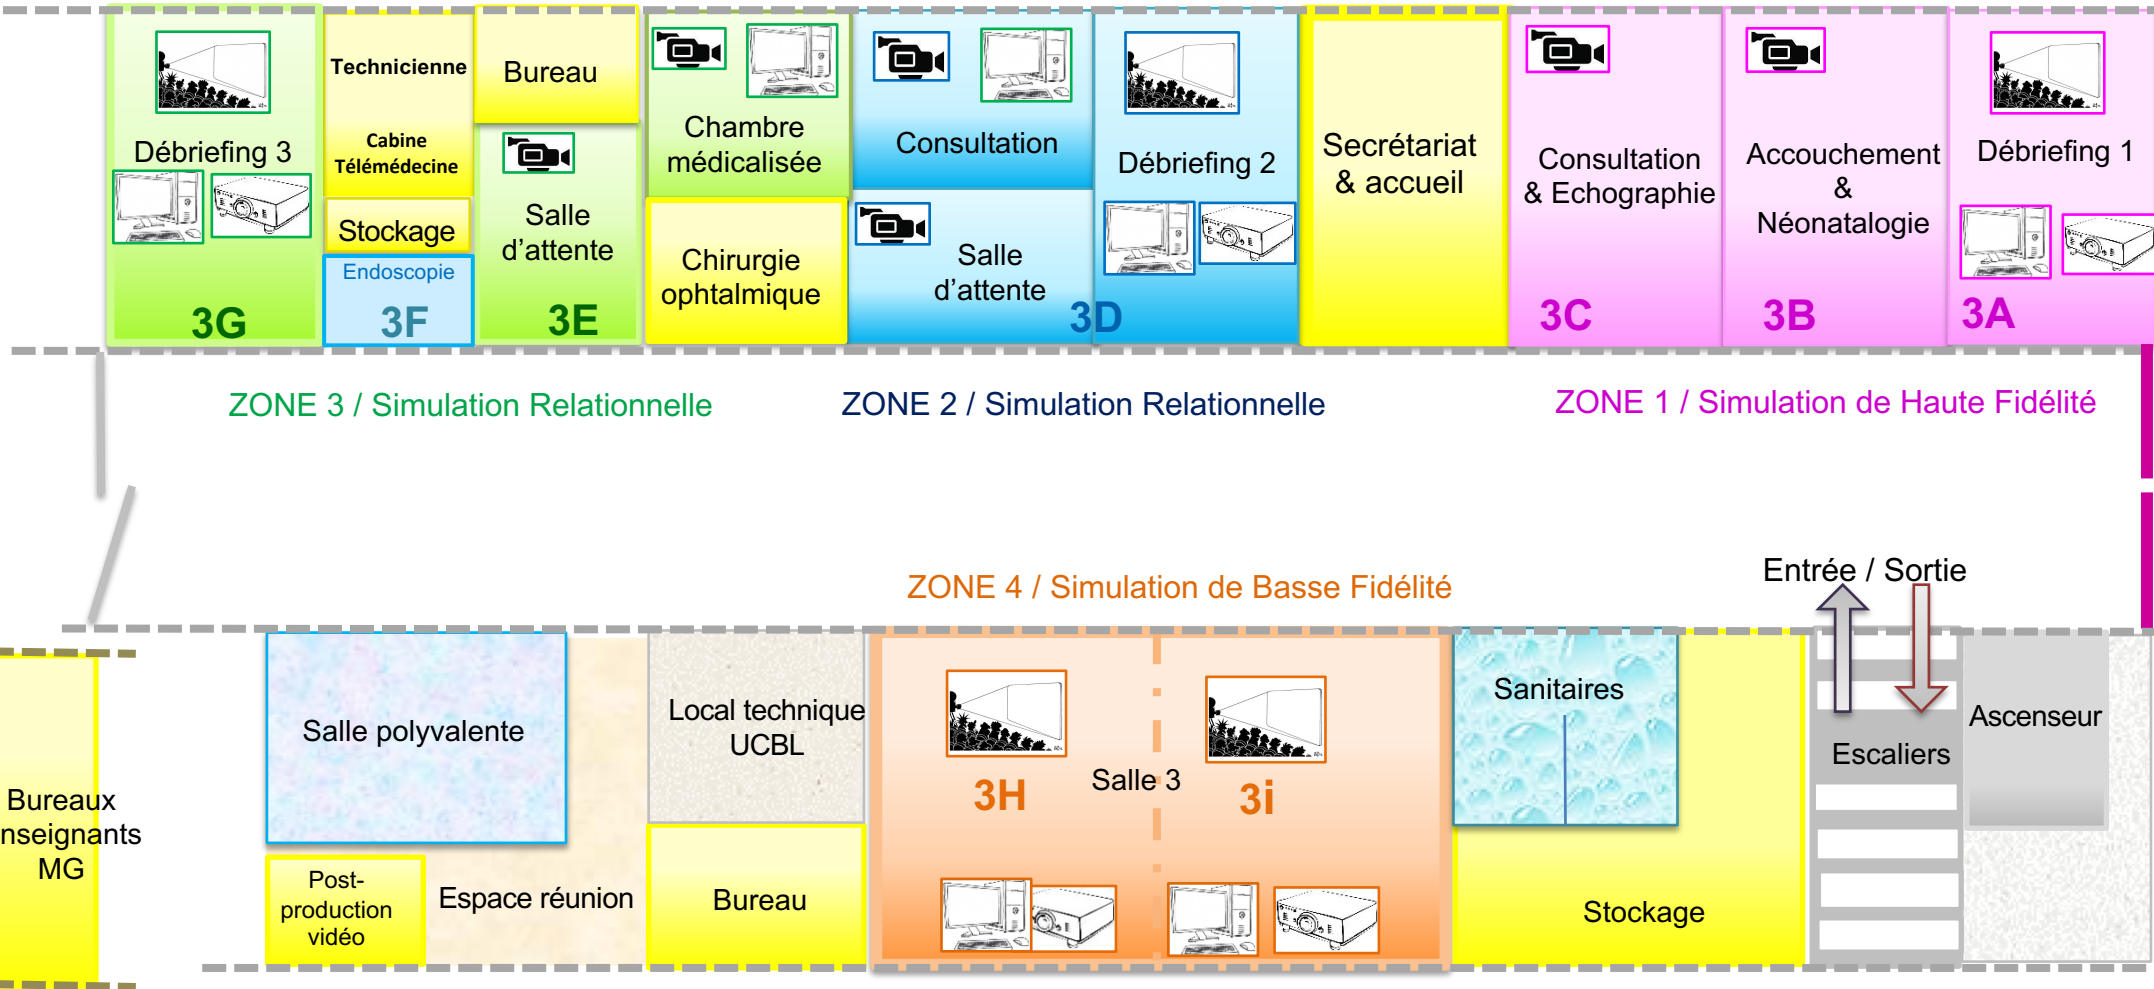 Débriefing 3
3G
Technicienne
Cabine
Télémédecine
Stockage
Endoscopie
3F
Bureau
Salle
d’attente
3E
Chambre
médicalisée
Chirurgie
ophtalmique
Consultation
Salle
d’attente
3D
Débriefing 2
Secrétariat
& accueil
Consultation
& Echographie
3C
Accouchement
&
Néonatalogie
3B
Débriefing 1
3A
ZONE 3 / Simulation Relationnelle
ZONE 2 / Simulation Relationnelle
ZONE 1 / Simulation de Haute Fidélité
ZONE 4 / Simulation de Basse Fidélité
Entrée / Sortie
Bureaux
nseignants
MG
Salle polyvalente
Post-
production
vidéo
Espace réunion
Local technique
UCBL
Bureau
3H
Salle 3
3i
Sanitaires
Stockage
Escaliers
Ascenseur